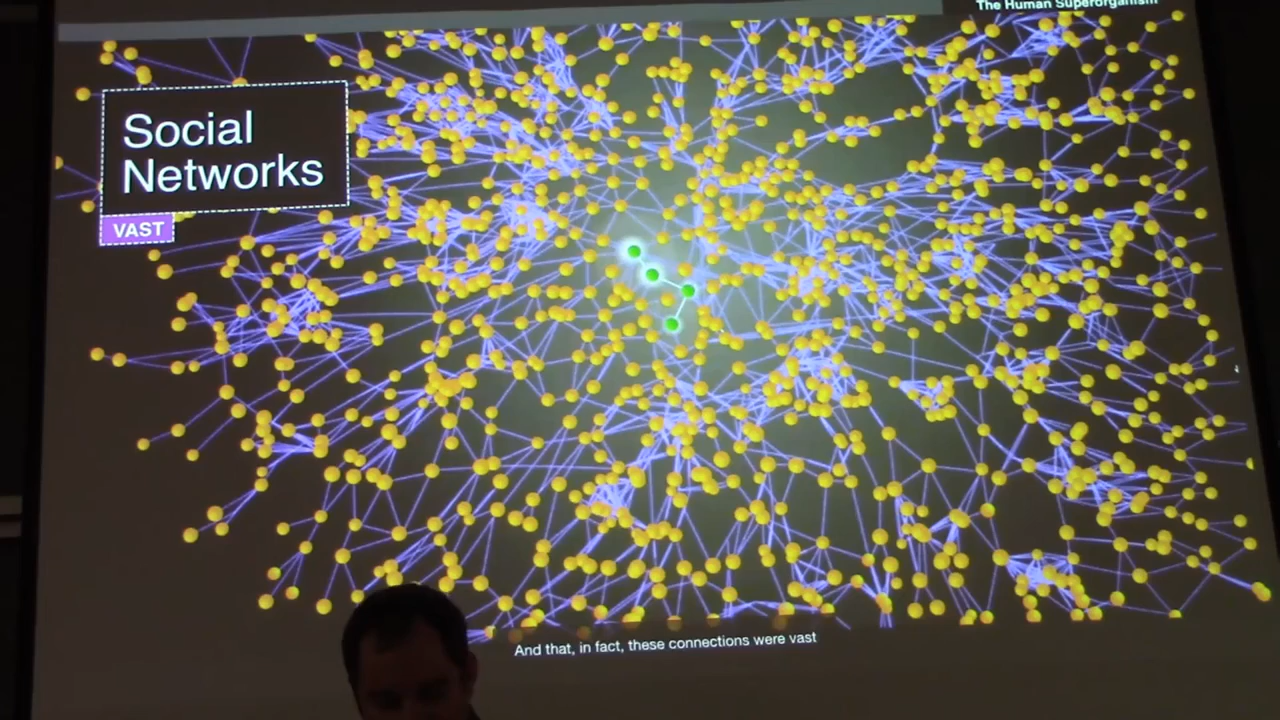 The Human Superorganism
Social
Networks
VAST
And that, in fact, these connections were vast